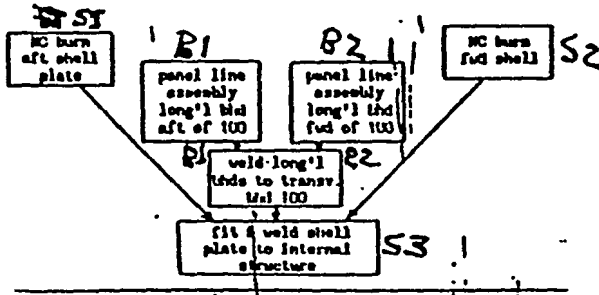 S1
NC burn
aft shell
plate
B1
panel line
assembly
long'l bhd
aft of 100
B2
panel line
assembly
long'l bhd
fwd of 100
NC burn
fwd shell
S2
B1
weld long'l
bhds to transv.
bhd 100
B2
fit & weld shell
plate to internal
structure
S3